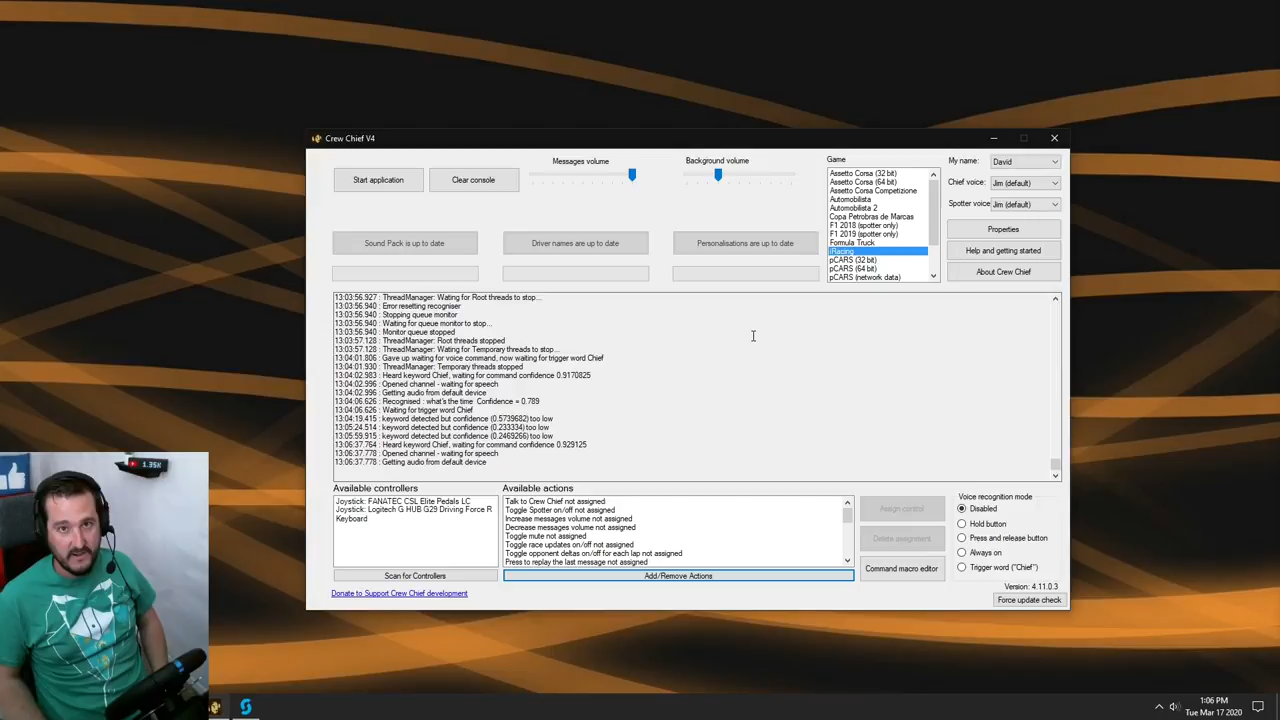 Crew Chief V4
Start application
Clear console
Messages volume
Background volume
Game
Assetto Corsa (32 bit)
Assetto Corsa (64 bit)
Assetto Corsa Competizione
Automobilista
Automobilista 2
Copa Petrobras de Marcas
F1 2018 (spotter only)
F1 2019 (spotter only)
Formula Truck
iRacing
pCARS (32 bit)
pCARS (64 bit)
pCARS (network data)
My name: David
Chief voice: Jim (default)
Spotter voice Jim (default)
Properties
Help and getting started
About Crew Chief
Sound Pack is up to date
Driver names are up to date
Personalisations are up to date
13:03:56.927 : ThreadManager: Waiting for Root threads to stop...
13:03:56.940 : Error resetting recogniser
13:03:56.940 : Stopping queue monitor
13:03:56.940 : Waiting for queue monitor to stop...
13:03:56.940 : Monitor queue stopped
13:03:57.128 : ThreadManager: Root threads stopped
13:03:57.128 : ThreadManager: Waiting for Temporary threads to stop...
13:04:01.806 : Gave up waiting for voice command, now waiting for trigger word Chief
13:04:01.930 : ThreadManager: Temporary threads stopped
13:04:02.983 : Heard keyword Chief, waiting for command confidence 0.9170825
13:04:02.996 : Opened channel - waiting for speech
13:04:02.996 : Getting audio from default device
13:04:06.626 : Recognised : what's the time  Confidence = 0.789
13:04:06.626 : Waiting for trigger word Chief
13:04:19.415 : keyword detected but confidence (0.5739682) too low
13:05:24.514 : keyword detected but confidence (0.233334) too low
13:05:59.915 : keyword detected but confidence (0.2469266) too low
13:06:37.764 : Heard keyword Chief, waiting for command confidence 0.929125
13:06:37.778 : Opened channel - waiting for speech
13:06:37.778 : Getting audio from default device
Available controllers
Joystick: FANATEC CSL Elite Pedals LC
Joystick: Logitech G HUB G29 Driving Force R
Keyboard
Scan for Controllers
Donate to Support Crew Chief development
Available actions
Talk to Crew Chief not assigned
Toggle Spotter on/off not assigned
Increase messages volume not assigned
Decrease messages volume not assigned
Toggle mute not assigned
Toggle race updates on/off not assigned
Toggle opponent deltas on/off for each lap not assigned
Press to replay the last message not assigned
Add/Remove Actions
Assign control
Delete assignment
Command macro editor
Voice recognition mode
Disabled
Hold button
Press and release button
Always on
Trigger word ("Chief")
Version: 4.11.0.3
Force update check
1.35K
1:06 PM
Tue Mar 17 2020